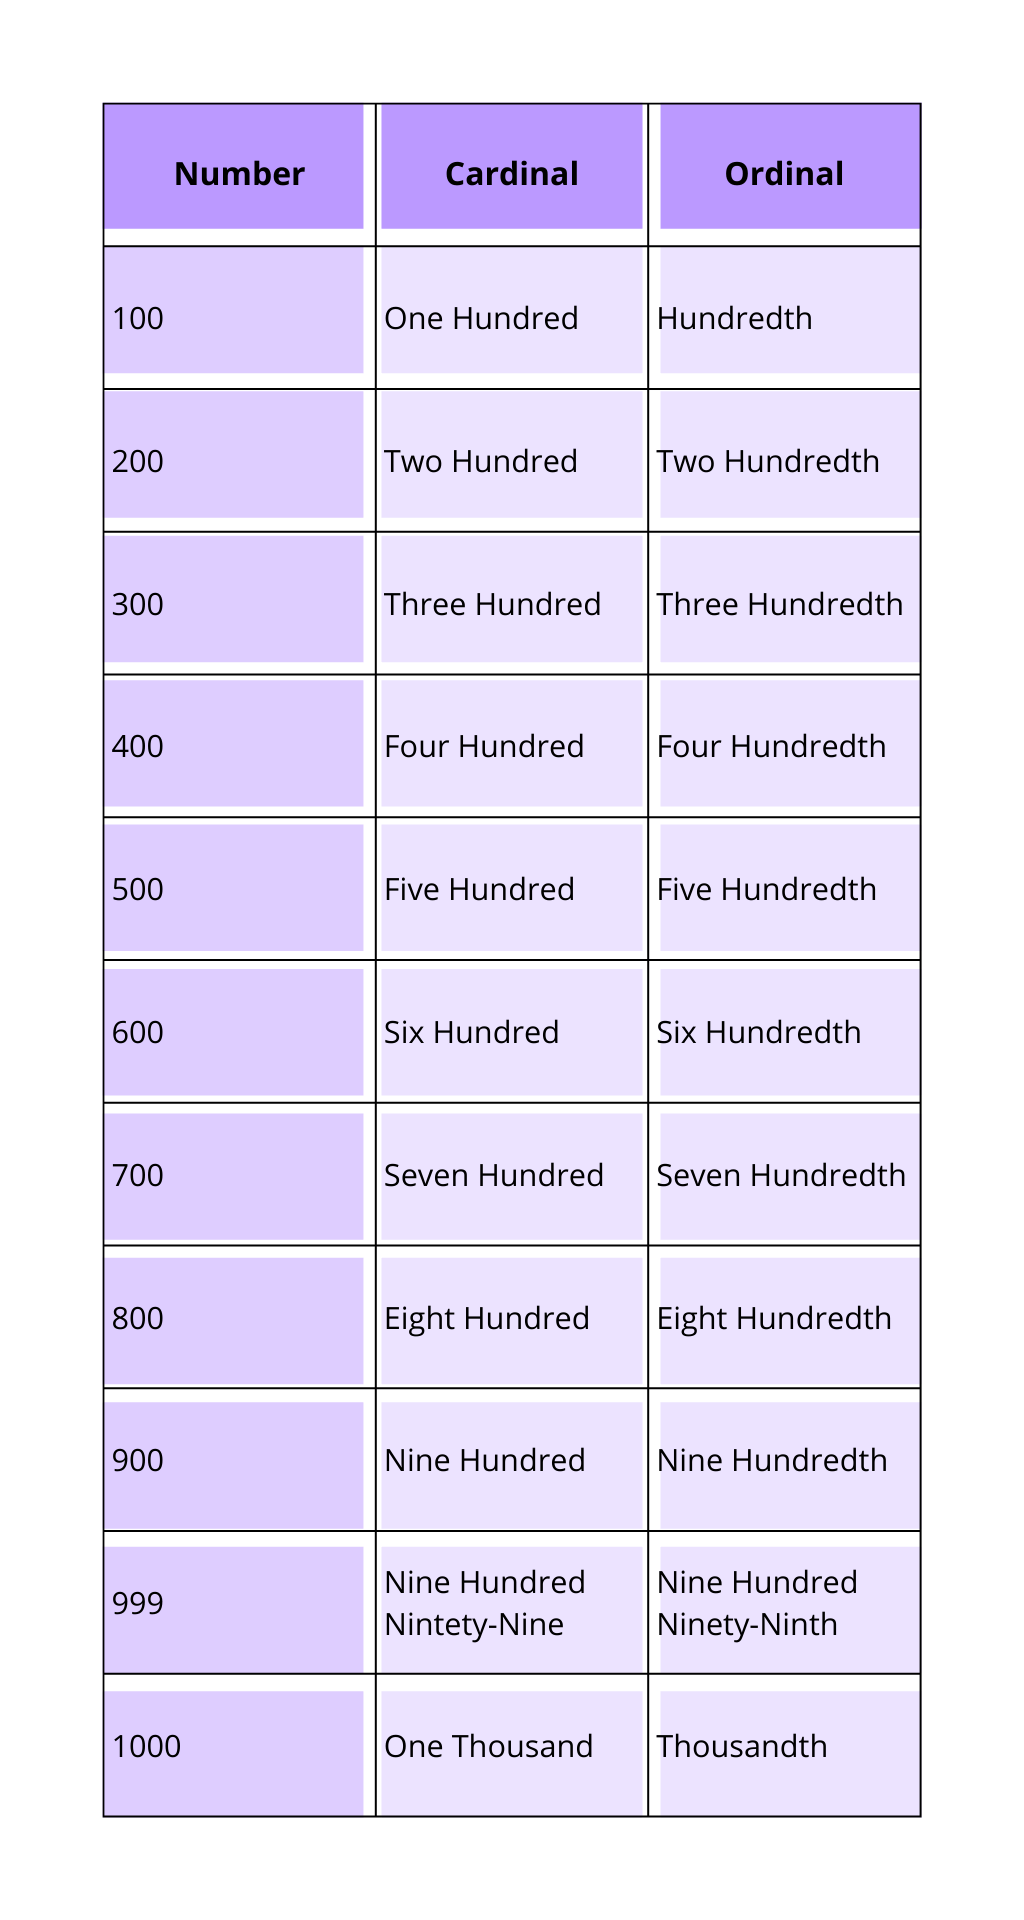 Number Cardinal Ordinal
100 One Hundred Hundredth
200 Two Hundred Two Hundredth
300 Three Hundred Three Hundredth
400 Four Hundred Four Hundredth
500 Five Hundred Five Hundredth
600 Six Hundred Six Hundredth
700 Seven Hundred Seven Hundredth
800 Eight Hundred Eight Hundredth
900 Nine Hundred Nine Hundredth
999 Nine Hundred
Nintety-Nine Nine Hundred
Ninety-Ninth
1000 One Thousand Thousandth